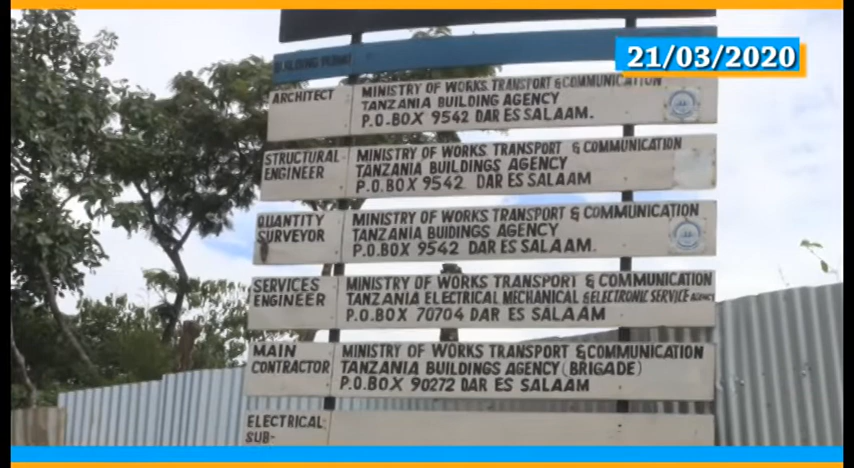 21/03/2020
BUILDING PERMIT
ARCHITECT
MINISTRY OF WORKS, TRANSPORT & COMMUNICATION
TANZANIA BUILDING AGENCY
P.O.BOX 9542 DAR ES SALAAM.
STRUCTURAL ENGINEER
MINISTRY OF WORKS TRANSPORT & COMMUNICATION
TANZANIA BUILDINGS AGENCY
P.O.BOX 9542 DAR ES SALAAM
QUANTITY SURVEYOR
MINISTRY OF WORKS TRANSPORT & COMMUNICATION
TANZANIA BUIDINGS AGENCY
P.O.BOX 9542 DAR ES SALAAM.
SERVICES ENGINEER
MINISTRY OF WORKS TRANSPORT & COMMUNICATION
TANZANIA ELECTRICAL MECHANICAL & ELECTRONIC SERVICE AGENCY
P.O.BOX 70704 DAR ES SALAAM
MAIN CONTRACTOR
MINISTRY OF WORKS TRANSPORT & COMMUNICATION
TANZANIA BUILDINGS AGENCY (BRIGADE)
P.O.BOX 90272 DAR ES SALAAM
ELECTRICAL
SUB-